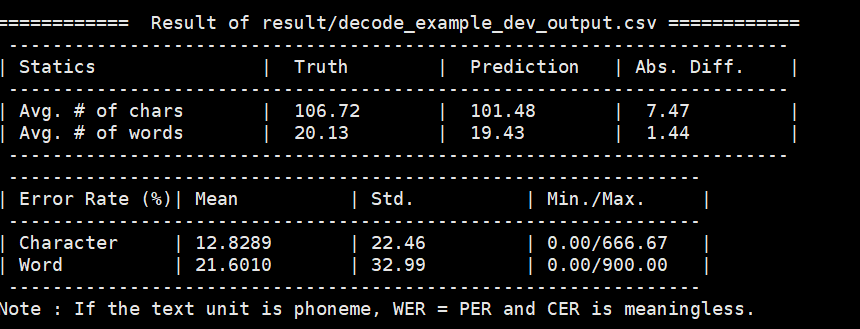 ============  Result of result/decode_example_dev_output.csv ============
 -----------------------------------------------------------------------
| Statics               |  Truth        |  Prediction   | Abs. Diff.    |
 -----------------------------------------------------------------------
| Avg. # of chars       |  106.72       |  101.48       |  7.47         |
| Avg. # of words       |  20.13        |  19.43        |  1.44         |
 -----------------------------------------------------------------------
 ---------------------------------------------------------------
| Error Rate (%)| Mean          | Std.          | Min./Max.     |
 ---------------------------------------------------------------
| Character     | 12.8289       | 22.46         | 0.00/666.67   |
| Word          | 21.6010       | 32.99         | 0.00/900.00   |
 ---------------------------------------------------------------
Note : If the text unit is phoneme, WER = PER and CER is meaningless.